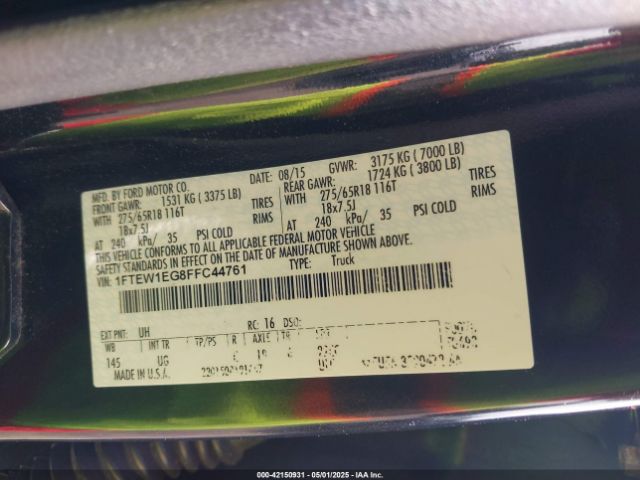 MFD. BY FORD MOTOR CO.
DATE: 08/15 GVWR: 3175 KG ( 7000 LB)
FRONT GAWR: 1531 KG ( 3375 LB) REAR GAWR: 1724 KG ( 3800 LB)
WITH 275/65R18 116T TIRES WITH 275/65R18 116T TIRES
18x7.5J RIMS 18x7.5J RIMS
AT 240 kPa/ 35 PSI COLD AT 240 kPa/ 35 PSI COLD
THIS VEHICLE CONFORMS TO ALL APPLICABLE FEDERAL MOTOR VEHICLE
SAFETY STANDARDS IN EFFECT ON THE DATE OF MANUFACTURE SHOWN ABOVE.
VIN: 1FTEW1EG8FFC44761 TYPE: Truck
EXT PNT: UH RC: 16 DSO:
WB INT TR TP/PS R AXLE TR
145 UG 19 6
MADE IN U.S.A.
000-42150931 - 05/01/2025 - IAA Inc.